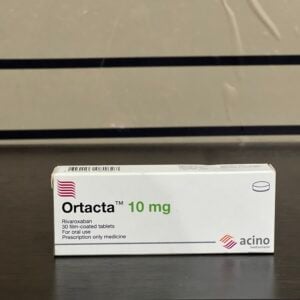 Ortacta™ 10 mg
Rivaroxaban
30 film-coated tablets
For oral use
Prescription only medicine
acino